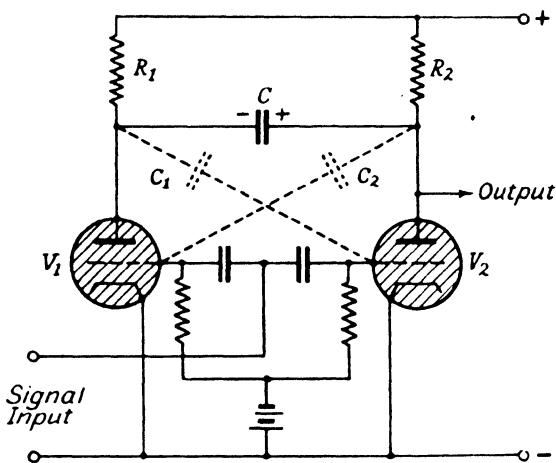 +
R1
R2
C
- +
C1
C2
Output
V1
V2
Signal
Input
-